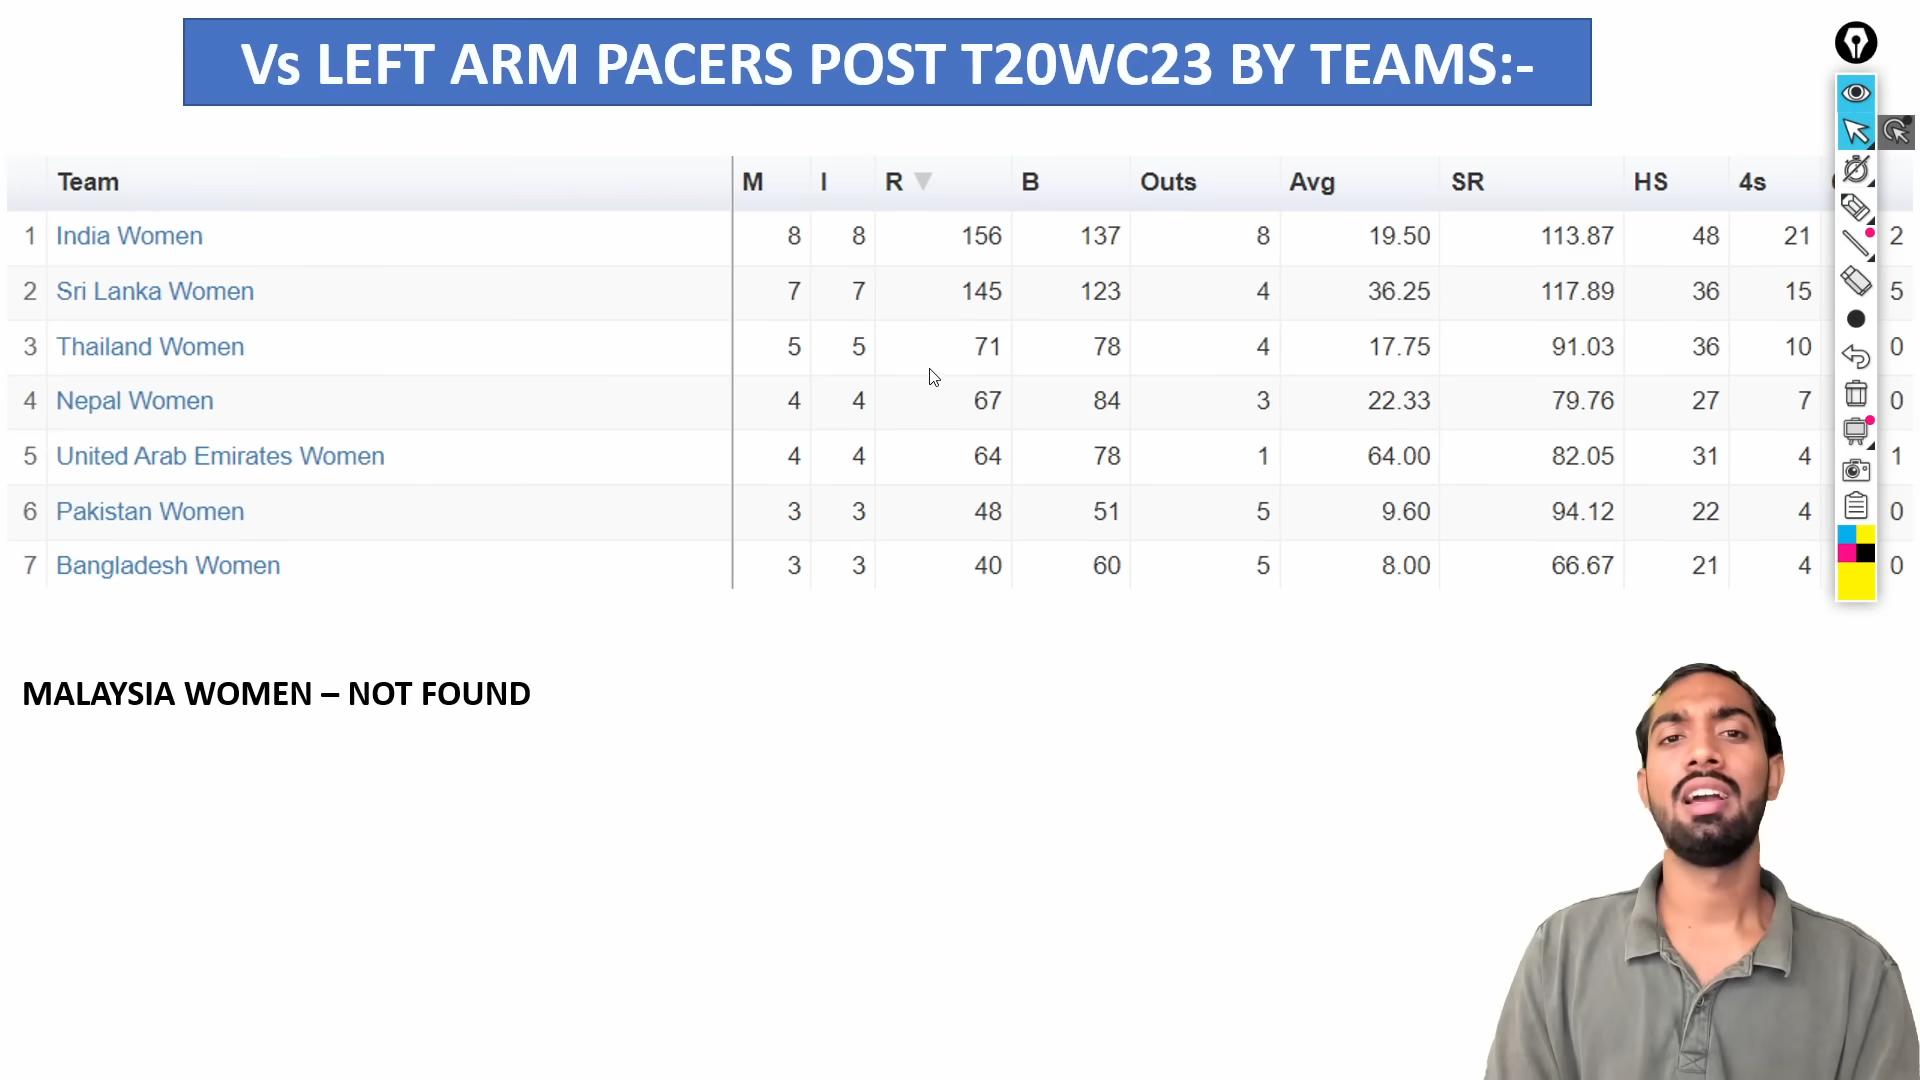 Vs LEFT ARM PACERS POST T20WC23 BY TEAMS:-
Team M I R B Outs Avg SR HS 4s
1 India Women 8 8 156 137 8 19.50 113.87 48 21 2
2 Sri Lanka Women 7 7 145 123 4 36.25 117.89 36 15 5
3 Thailand Women 5 5 71 78 4 17.75 91.03 36 10 0
4 Nepal Women 4 4 67 84 3 22.33 79.76 27 7 0
5 United Arab Emirates Women 4 4 64 78 1 64.00 82.05 31 4 1
6 Pakistan Women 3 3 48 51 5 9.60 94.12 22 4 0
7 Bangladesh Women 3 3 40 60 5 8.00 66.67 21 4 0
MALAYSIA WOMEN – NOT FOUND